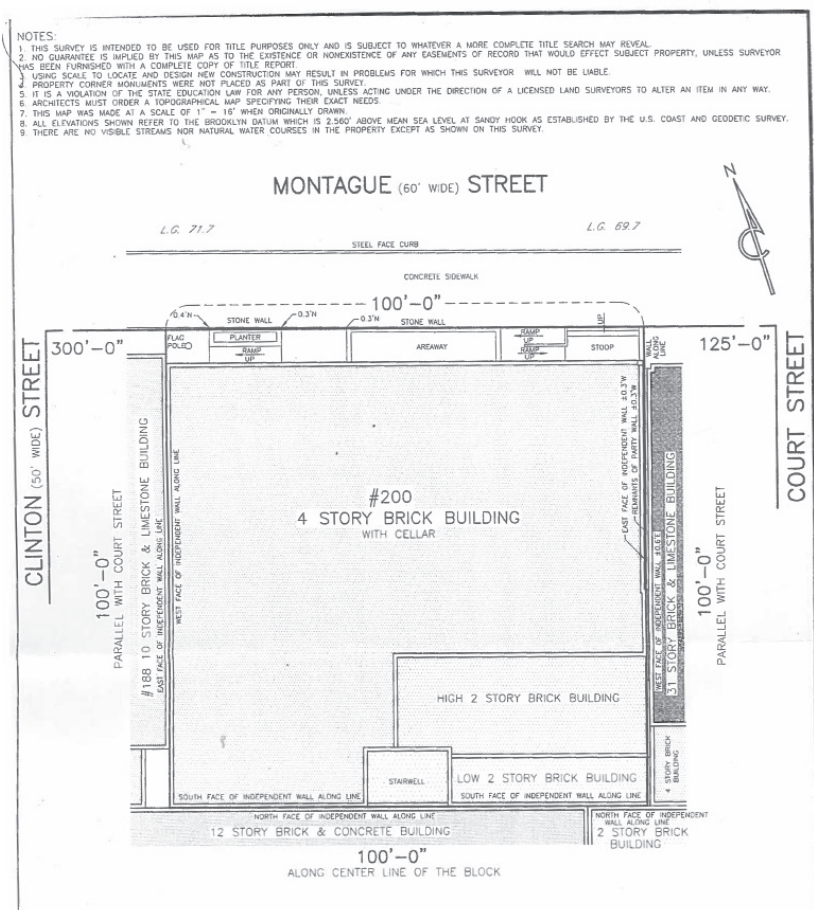 NOTES:
1. THIS SURVEY IS INTENDED TO BE USED FOR TITLE PURPOSES ONLY AND IS SUBJECT TO WHATEVER A MORE COMPLETE TITLE SEARCH MAY REVEAL.
2. NO GUARANTEE IS IMPLIED BY THIS MAP AS TO THE EXISTENCE OR NONEXISTENCE OF ANY EASEMENTS OF RECORD THAT WOULD EFFECT SUBJECT PROPERTY, UNLESS SURVEYOR
HAS BEEN FURNISHED WITH A COMPLETE COPY OF TITLE REPORT.
3. USING SCALE TO LOCATE AND DESIGN NEW CONSTRUCTION MAY RESULT IN PROBLEMS FOR WHICH THIS SURVEYOR WILL NOT BE LIABLE.
4. PROPERTY CORNER MONUMENTS WERE NOT PLACED AS PART OF THIS SURVEY.
5. IT IS A VIOLATION OF THE STATE EDUCATION LAW FOR ANY PERSON, UNLESS ACTING UNDER THE DIRECTION OF A LICENSED LAND SURVEYORS TO ALTER AN ITEM IN ANY WAY.
6. ARCHITECTS MUST ORDER A TOPOGRAPHICAL MAP SPECIFYING THEIR EXACT NEEDS.
7. THIS MAP WAS MADE AT A SCALE OF 1" = 16' WHEN ORIGINALLY DRAWN.
8. ALL ELEVATIONS SHOWN REFER TO THE BROOKLYN DATUM WHICH IS 2.560' ABOVE MEAN SEA LEVEL AT SANDY HOOK AS ESTABLISHED BY THE U.S. COAST AND GEODETIC SURVEY.
9. THERE ARE NO VISIBLE STREAMS NOR NATURAL WATER COURSES IN THE PROPERTY EXCEPT AS SHOWN ON THIS SURVEY.
MONTAGUE (60' WIDE) STREET
N
L.G. 71.7
L.G. 69.7
STEEL FACE CURB
CONCRETE SIDEWALK
100'-0"
0.4'N
STONE WALL
0.3'N
0.3'N
STONE WALL
UP
300'-0"
FLAG
POLE
PLANTER
RAMP
UP
AREAWAY
RAMP
UP
RAMP
UP
STOOP
WALL
ALONG
LINE
125'-0"
CLINTON (50' WIDE) STREET
COURT STREET
100'-0"
PARALLEL WITH COURT STREET
#188 10 STORY BRICK & LIMESTONE BUILDING
EAST FACE OF INDEPENDENT WALL ALONG LINE
WEST FACE OF INDEPENDENT WALL ALONG LINE
#200
4 STORY BRICK BUILDING
WITH CELLAR
EAST FACE OF INDEPENDENT WALL ±0.3'W
REMNANTS OF PARTY WALL ±0.3'W
WEST FACE OF INDEPENDENT WALL ±0.6'E
31 STORY BRICK & LIMESTONE BUILDING
100'-0"
PARALLEL WITH COURT STREET
HIGH 2 STORY BRICK BUILDING
STAIRWELL
LOW 2 STORY BRICK BUILDING
4 STORY BRICK
BUILDING
SOUTH FACE OF INDEPENDENT WALL ALONG LINE
SOUTH FACE OF INDEPENDENT WALL ALONG LINE
NORTH FACE OF INDEPENDENT WALL ALONG LINE
12 STORY BRICK & CONCRETE BUILDING
NORTH FACE OF INDEPENDENT
WALL ALONG LINE
2 STORY BRICK
BUILDING
100'-0"
ALONG CENTER LINE OF THE BLOCK